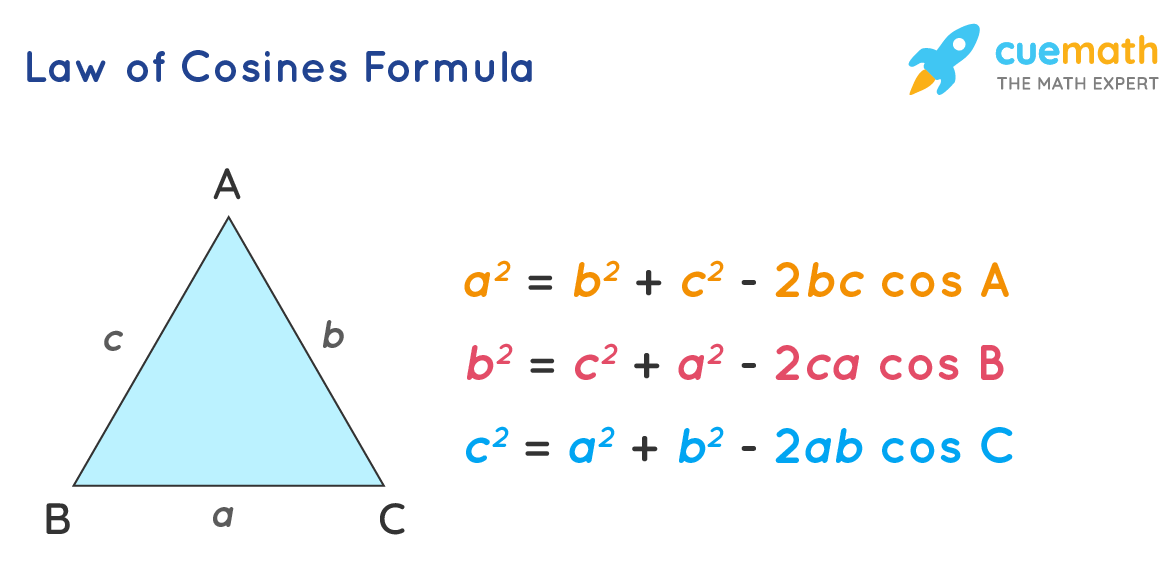 Law of Cosines Formula
cuemath
THE MATH EXPERT
A
c
b
B
a
C
a² = b² + c² - 2bc cos A
b² = c² + a² - 2ca cos B
c² = a² + b² - 2ab cos C